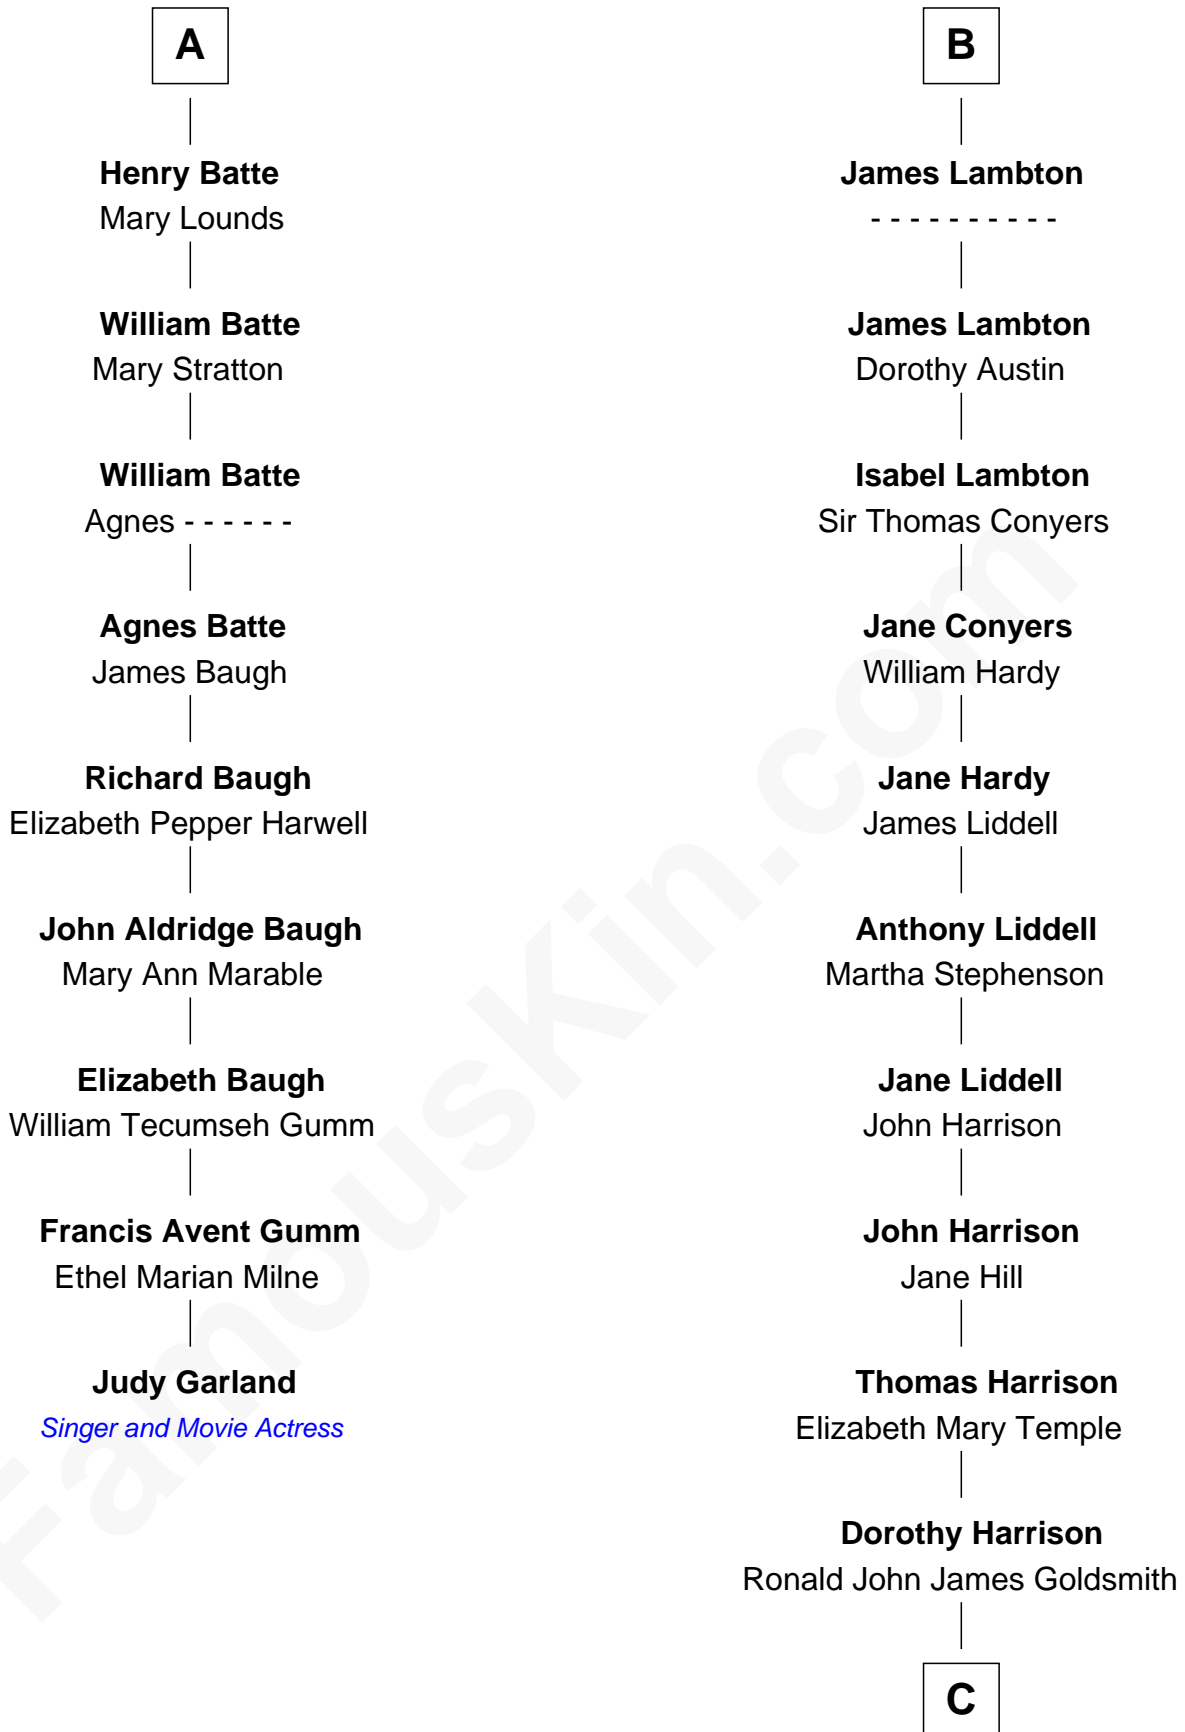 A
Henry Batte
Mary Lounds
William Batte
Mary Stratton
William Batte
Agnes - - - - - -
Agnes Batte
James Baugh
Richard Baugh
Elizabeth Pepper Harwell
John Aldridge Baugh
Mary Ann Marable
Elizabeth Baugh
William Tecumseh Gumm
Francis Avent Gumm
Ethel Marian Milne
Judy Garland
Singer and Movie Actress
B
James Lambton
- - - - - - - - - -
James Lambton
Dorothy Austin
Isabel Lambton
Sir Thomas Conyers
Jane Conyers
William Hardy
Jane Hardy
James Liddell
Anthony Liddell
Martha Stephenson
Jane Liddell
John Harrison
John Harrison
Jane Hill
Thomas Harrison
Elizabeth Mary Temple
Dorothy Harrison
Ronald John James Goldsmith
C
FamousKin.com